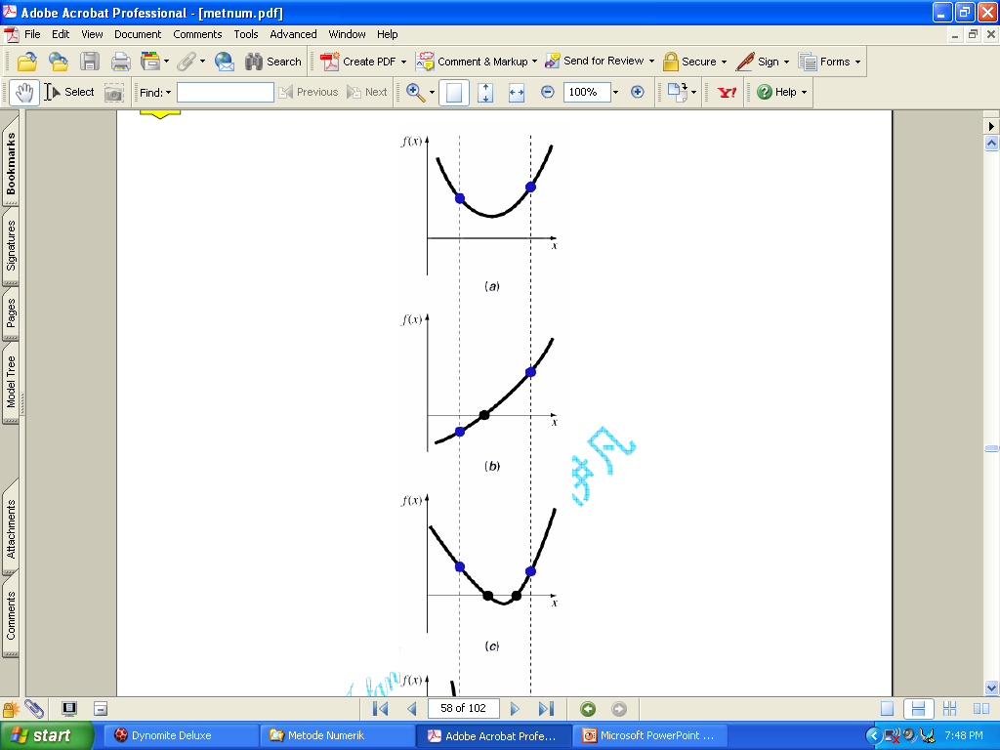 Adobe Acrobat Professional - [metnum.pdf]
File Edit View Document Comments Tools Advanced Window Help
Search Create PDF Comment & Markup Send for Review Secure Sign Forms
Select Find: Previous Next 100% Y! Help
Bookmarks
Signatures
Pages
Model Tree
Attachments
Comments
f(x)
x
(a)
f(x)
x
(b)
f(x)
x
(c)
f(x)
58 of 102
start Dynomite Deluxe Metode Numerik Adobe Acrobat Profe... Microsoft PowerPoint ... 7:48 PM